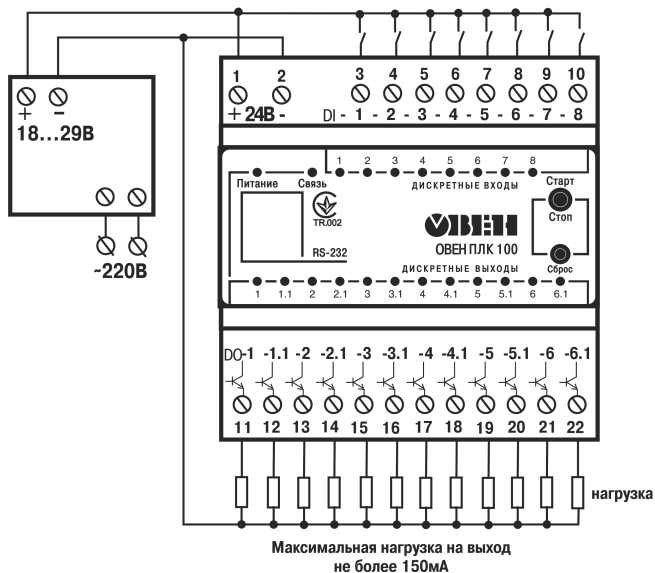 1 2 3 4 5 6 7 8 9 10
+ 24В - DI - 1 - 2 - 3 - 4 - 5 - 6 - 7 - 8
+ -
18...29В
~220В
1 2 3 4 5 6 7 8
Питание Связь ДИСКРЕТНЫЕ ВХОДЫ Старт
Стоп
TR.002
ОВЕН
ОВЕН ПЛК 100
RS-232
ДИСКРЕТНЫЕ ВЫХОДЫ Сброс
1 1.1 2 2.1 3 3.1 4 4.1 5 5.1 6 6.1
DO-1 -1.1 -2 -2.1 -3 -3.1 -4 -4.1 -5 -5.1 -6 -6.1
11 12 13 14 15 16 17 18 19 20 21 22
нагрузка
Максимальная нагрузка на выход
не более 150мА